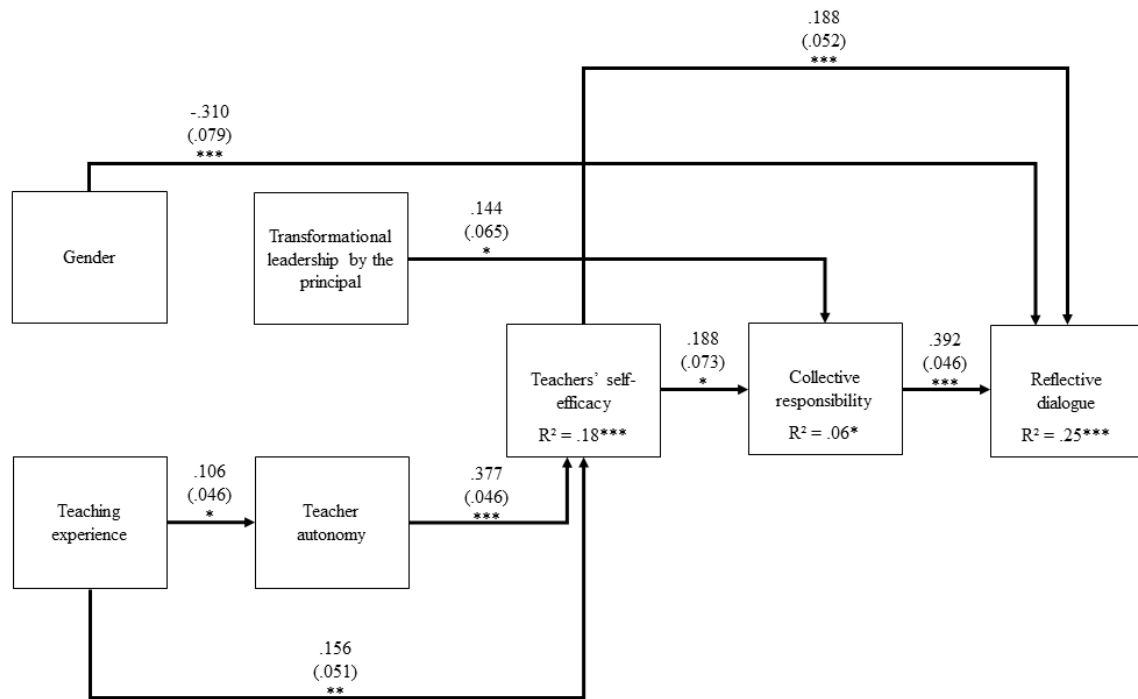 .188
(.052)
***
-.310
(.079)
***
Gender
Transformational
leadership by the
principal
.144
(.065)
*
Teachers' self-
efficacy
R² = .18***
.188
(.073)
*
Collective
responsibility
R² = .06*
.392
(.046)
***
Reflective
dialogue
R² = .25***
Teaching
experience
.106
(.046)
*
Teacher
autonomy
.377
(.046)
***
.156
(.051)
**